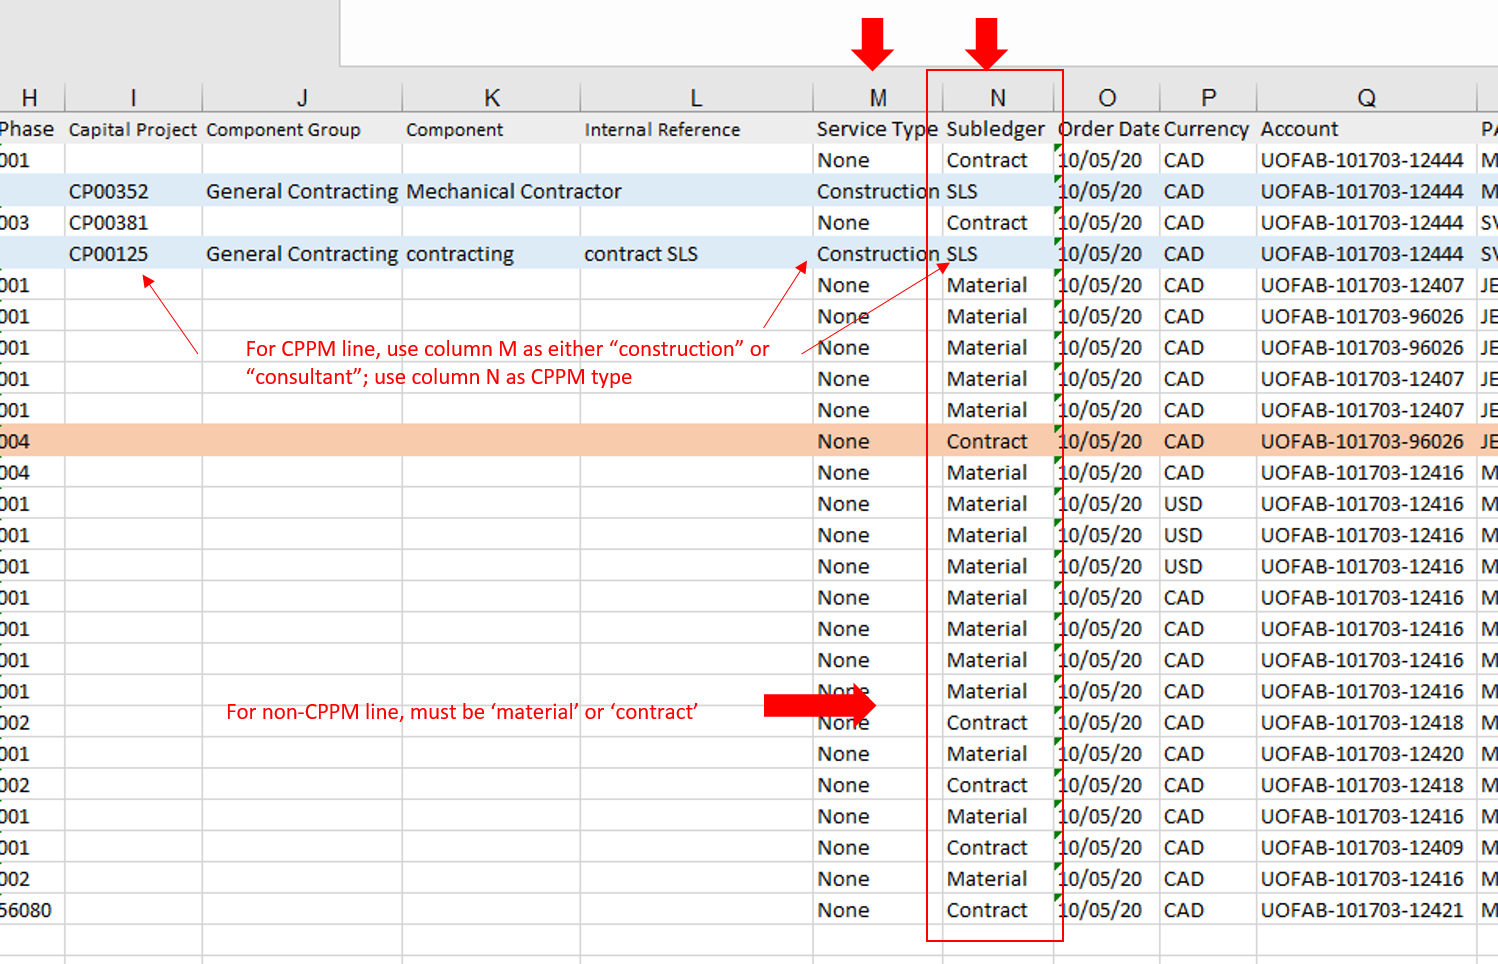 H I J K L M N O P Q
Phase Capital Project Component Group Component Internal Reference Service Type Subledger Order Date Currency Account PA
001 None Contract 10/05/20 CAD UOFAB-101703-12444 M
CP00352 General Contracting Mechanical Contractor Construction SLS 10/05/20 CAD UOFAB-101703-12444 M
003 CP00381 None Contract 10/05/20 CAD UOFAB-101703-12444 SV
CP00125 General Contracting contracting contract SLS Construction SLS 10/05/20 CAD UOFAB-101703-12444 SV
001 None Material 10/05/20 CAD UOFAB-101703-12407 JE
001 None Material 10/05/20 CAD UOFAB-101703-96026 JE
For CPPM line, use column M as either “construction” or
“consultant”; use column N as CPPM type
001 None Material 10/05/20 CAD UOFAB-101703-96026 JE
001 None Material 10/05/20 CAD UOFAB-101703-12407 JE
001 None Material 10/05/20 CAD UOFAB-101703-12407 JE
004 None Contract 10/05/20 CAD UOFAB-101703-96026 JE
004 None Material 10/05/20 CAD UOFAB-101703-12416 M
001 None Material 10/05/20 USD UOFAB-101703-12416 M
001 None Material 10/05/20 USD UOFAB-101703-12416 M
001 None Material 10/05/20 USD UOFAB-101703-12416 M
001 None Material 10/05/20 CAD UOFAB-101703-12416 M
001 None Material 10/05/20 CAD UOFAB-101703-12416 M
001 None Material 10/05/20 CAD UOFAB-101703-12416 M
001 None Material 10/05/20 CAD UOFAB-101703-12416 M
For non-CPPM line, must be ‘material’ or ‘contract’
002 None Contract 10/05/20 CAD UOFAB-101703-12418 M
001 None Material 10/05/20 CAD UOFAB-101703-12420 M
002 None Contract 10/05/20 CAD UOFAB-101703-12418 M
001 None Material 10/05/20 CAD UOFAB-101703-12416 M
001 None Contract 10/05/20 CAD UOFAB-101703-12409 M
002 None Material 10/05/20 CAD UOFAB-101703-12416 M
56080 None Contract 10/05/20 CAD UOFAB-101703-12421 M